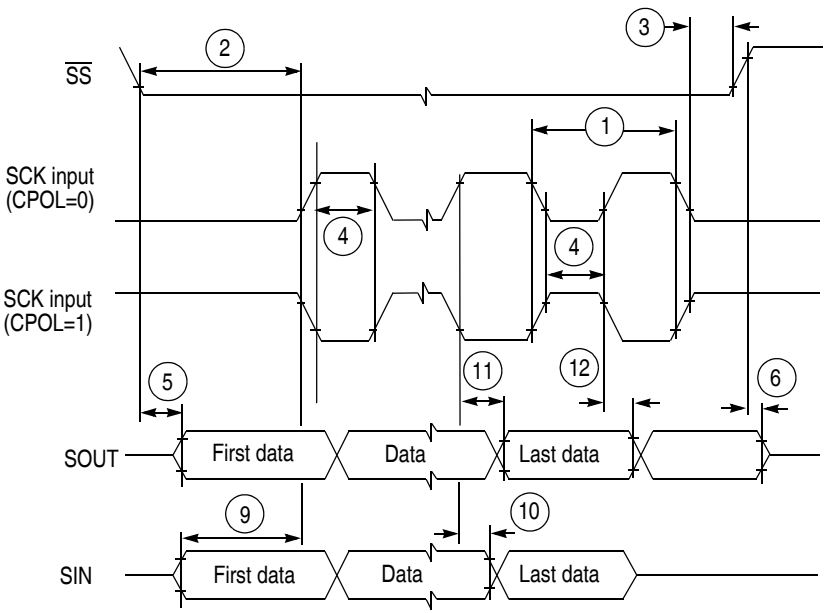 2
3
SS
1
SCK input
(CPOL=0)
4
4
SCK input
(CPOL=1)
5
11
12
6
SOUT
First data
Data
Last data
9
10
SIN
First data
Data
Last data